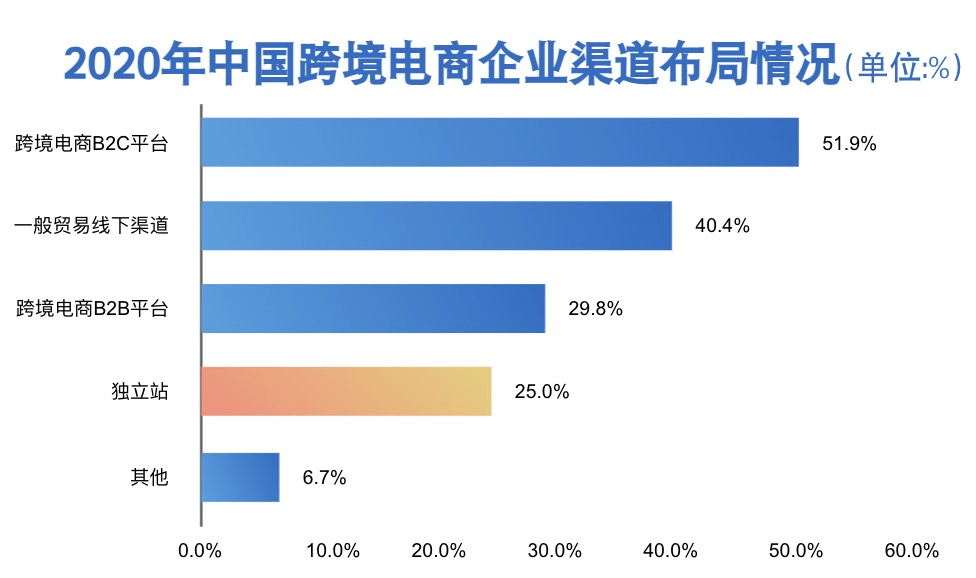 2020年中国跨境电商企业渠道布局情况(单位:%)
跨境电商B2C平台 51.9%
一般贸易线下渠道 40.4%
跨境电商B2B平台 29.8%
独立站 25.0%
其他 6.7%
0.0% 10.0% 20.0% 30.0% 40.0% 50.0% 60.0%